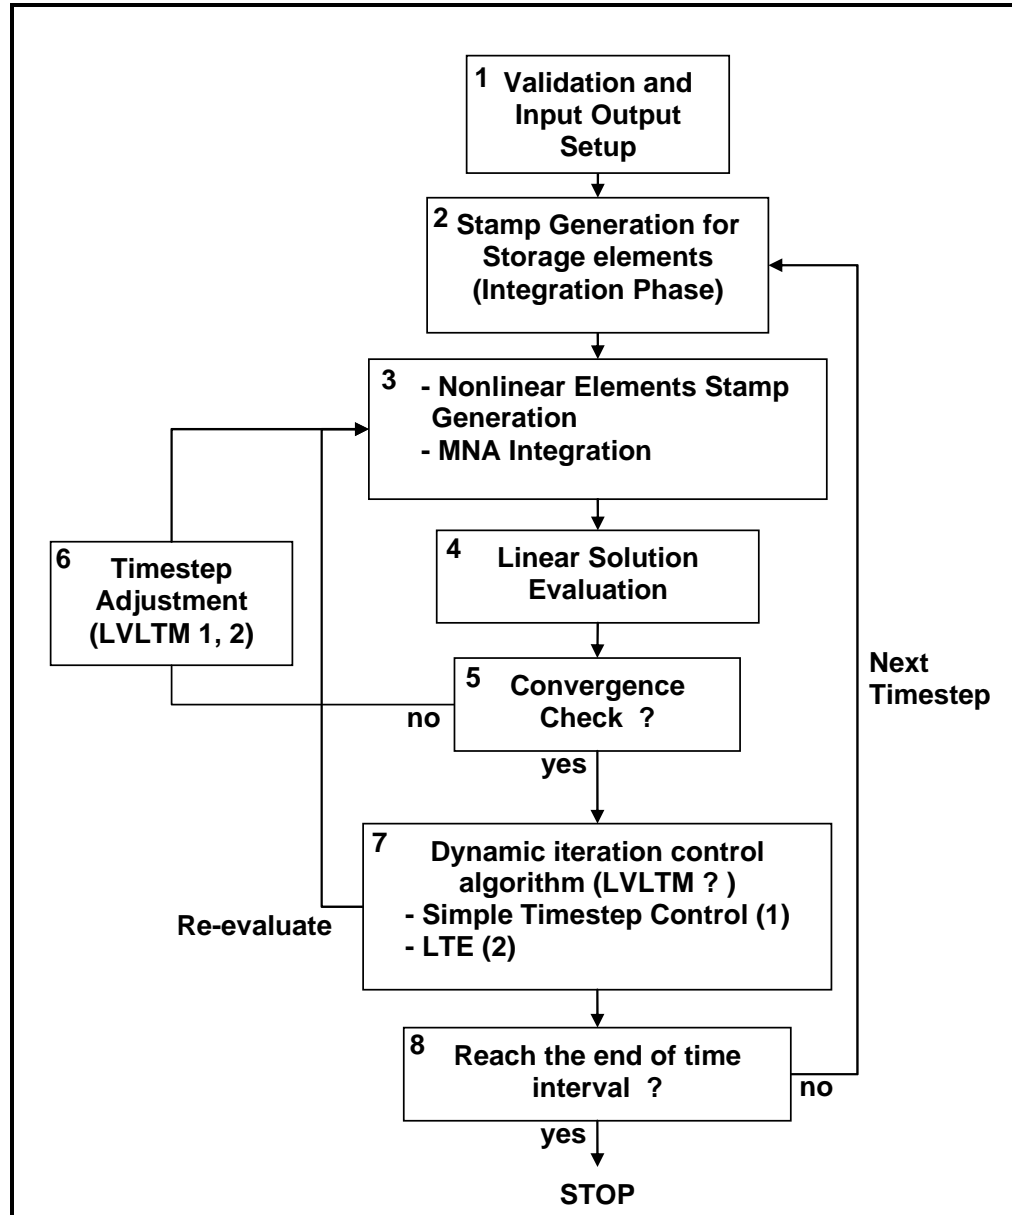 1 Validation and
Input Output
Setup
2 Stamp Generation for
Storage elements
(Integration Phase)
3 - Nonlinear Elements Stamp
Generation
- MNA Integration
4 Linear Solution
Evaluation
5 Convergence
Check ?
no
yes
6 Timestep
Adjustment
(LVLTM 1, 2)
7 Dynamic iteration control
algorithm (LVLTM ? )
- Simple Timestep Control (1)
- LTE (2)
Re-evaluate
8 Reach the end of time
interval ?
no
yes
Next
Timestep
STOP